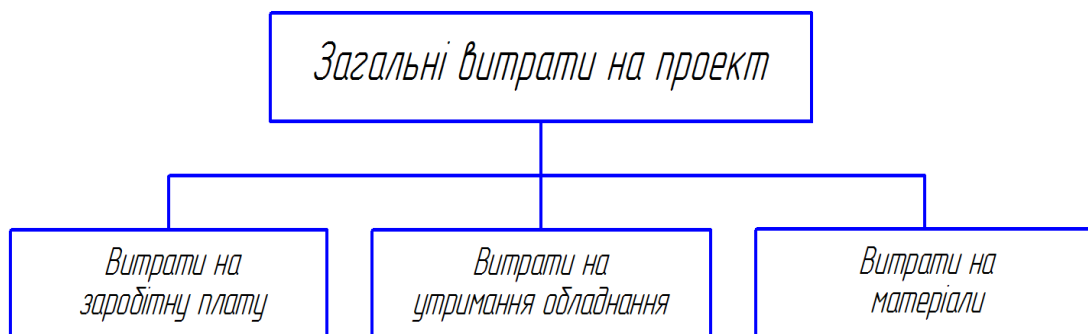 Загальні витрати на проект
Витрати на
заробітну плату
Витрати на
утримання обладнання
Витрати на
матеріали